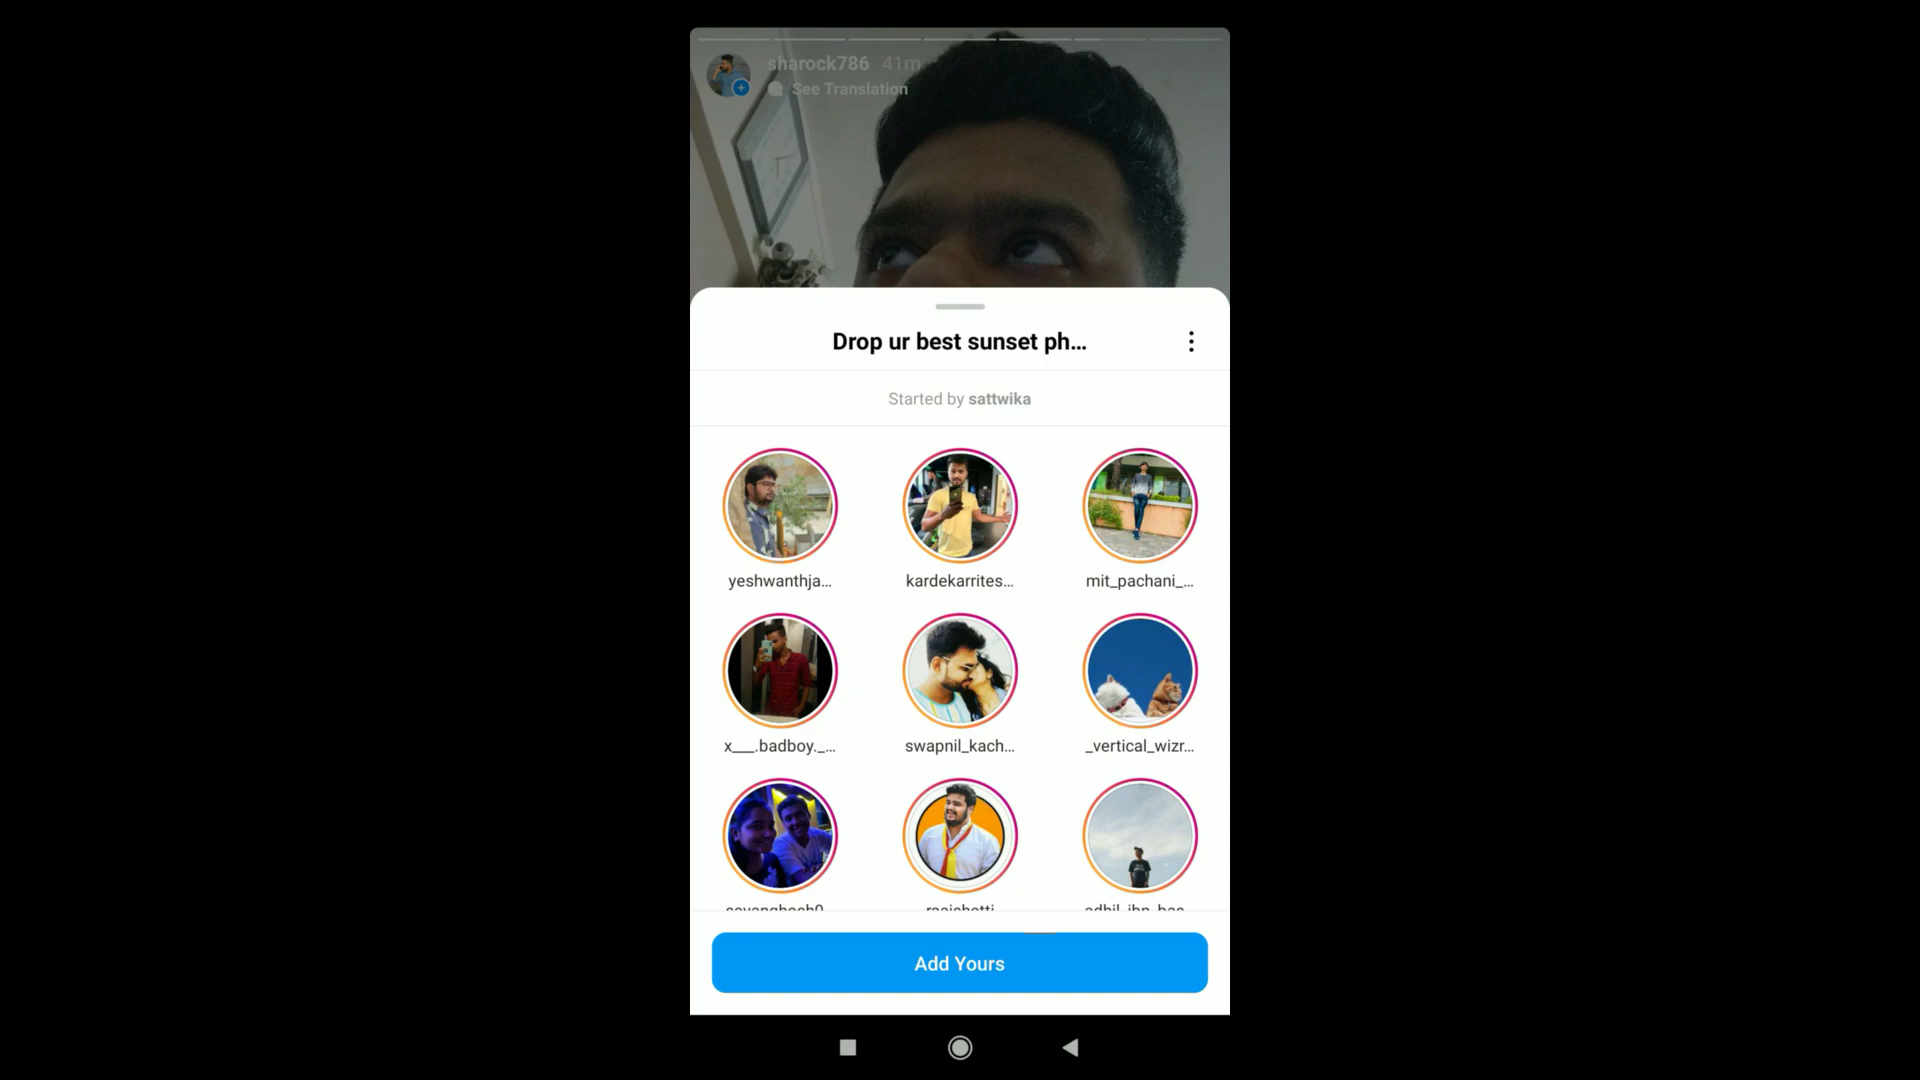 sharock786 41m
See Translation
Drop ur best sunset ph...
Started by sattwika
yeshwanthja...
kardekarrites...
mit_pachani_...
x___.badboy._...
swapnil_kach...
_vertical_wizr...
Add Yours